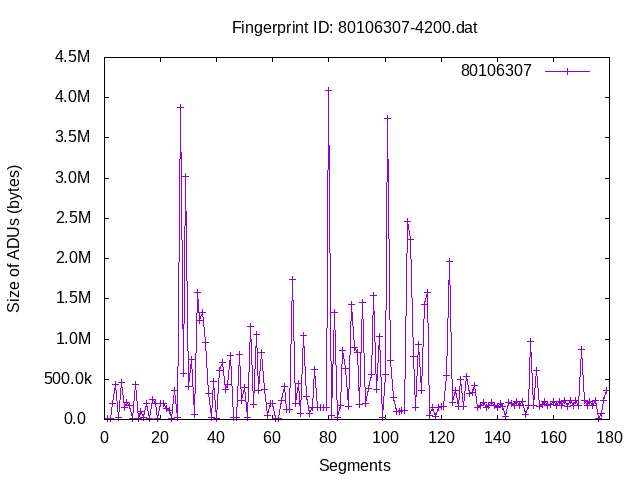 Fingerprint ID: 80106307-4200.dat
80106307
4.5M
4.0M
3.5M
3.0M
2.5M
2.0M
1.5M
1.0M
500.0k
0.0
Size of ADUs (bytes)
0 20 40 60 80 100 120 140 160 180
Segments